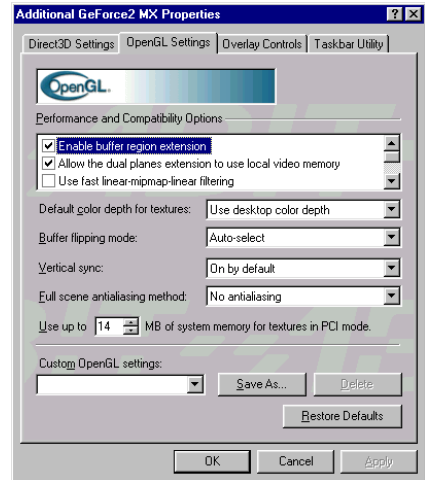 Additional GeForce2 MX Properties
Direct3D Settings OpenGL Settings Overlay Controls Taskbar Utility
OpenGL.
Performance and Compatibility Options
Enable buffer region extension
Allow the dual planes extension to use local video memory
Use fast linear-mipmap-linear filtering
Default color depth for textures: Use desktop color depth
Buffer flipping mode: Auto-select
Vertical sync: On by default
Full scene antialiasing method: No antialiasing
Use up to 14 MB of system memory for textures in PCI mode.
Custom OpenGL settings:
Save As... Delete
Restore Defaults
OK Cancel Apply